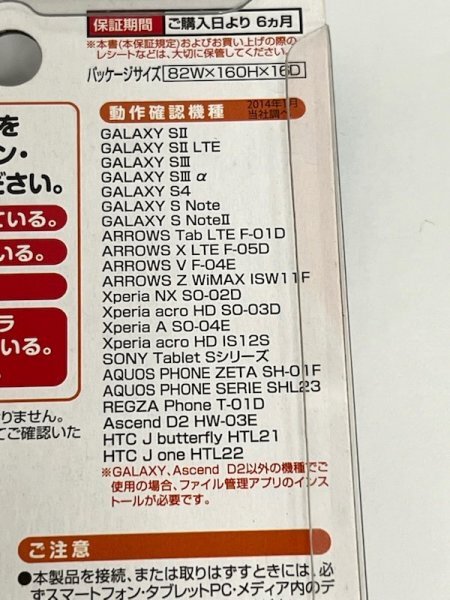 保証期間 ご購入日より 6ヵ月
※本書(本保証規定)およびお買い上げの際の
レシートなどは、大切に保管してください。
パッケージサイズ 82W×160H×16D
動作確認機種 2014年1月
当社調べ
を
ン・
ださい。
ている。
いる。
ラ
いる。
りません。
てご確認いた
GALAXY SⅡ
GALAXY SⅡ LTE
GALAXY SⅢ
GALAXY SⅢ α
GALAXY S4
GALAXY S Note
GALAXY S NoteⅡ
ARROWS Tab LTE F-01D
ARROWS X LTE F-05D
ARROWS V F-04E
ARROWS Z WiMAX ISW11F
Xperia NX SO-02D
Xperia acro HD SO-03D
Xperia A SO-04E
Xperia acro HD IS12S
SONY Tablet Sシリーズ
AQUOS PHONE ZETA SH-01F
AQUOS PHONE SERIE SHL23
REGZA Phone T-01D
Ascend D2 HW-03E
HTC J butterfly HTL21
HTC J one HTL22
※GALAXY、Ascend D2以外の機種でご
使用の場合、ファイル管理アプリのインス
トールが必要です。
ご注意
●本製品を接続、または取りはずすときには、必
ずスマートフォン・タブレットPC・メディア内のデ